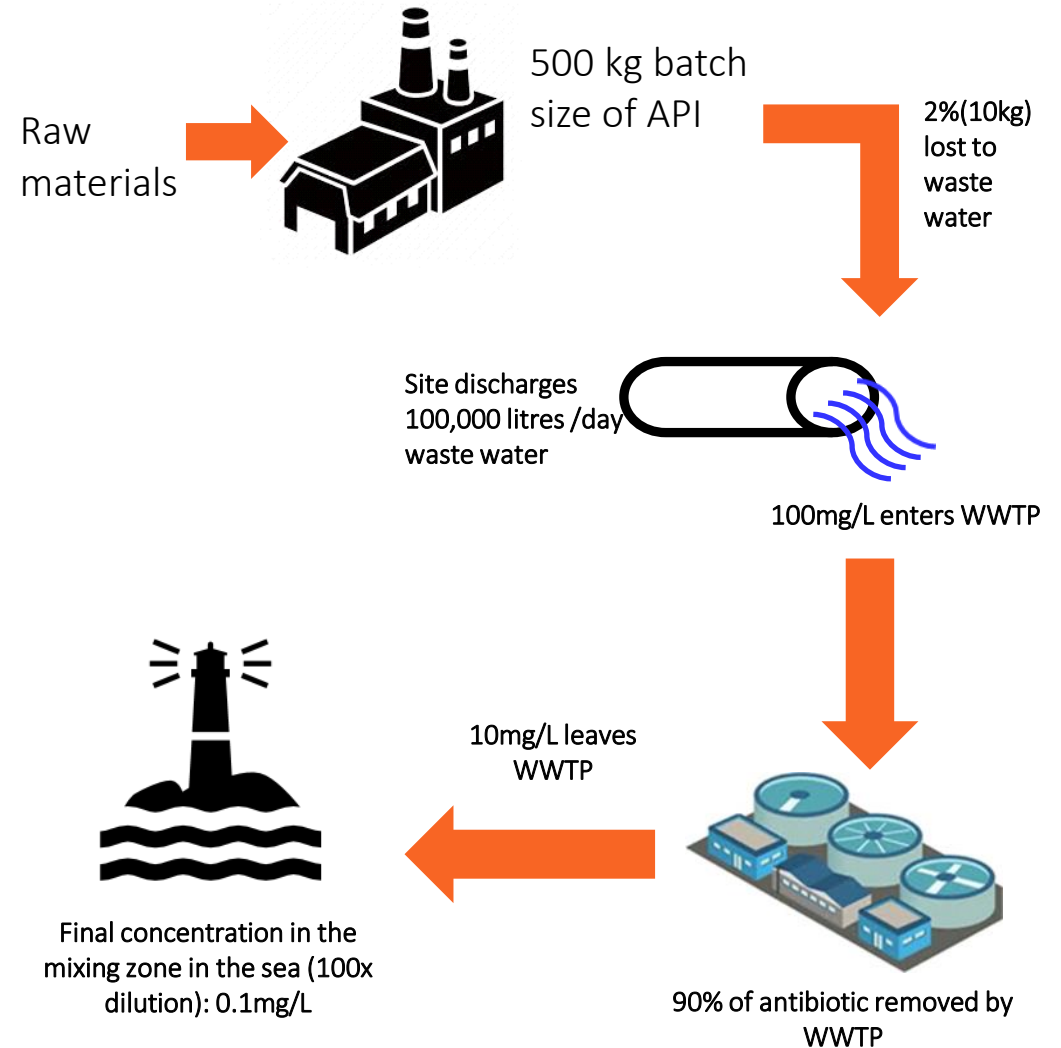 Raw
materials
500 kg batch
size of API
2%(10kg)
lost to
waste
water
Site discharges
100,000 litres /day
waste water
100mg/L enters WWTP
10mg/L leaves
WWTP
90% of antibiotic removed by
WWTP
Final concentration in the
mixing zone in the sea (100x
dilution): 0.1mg/L